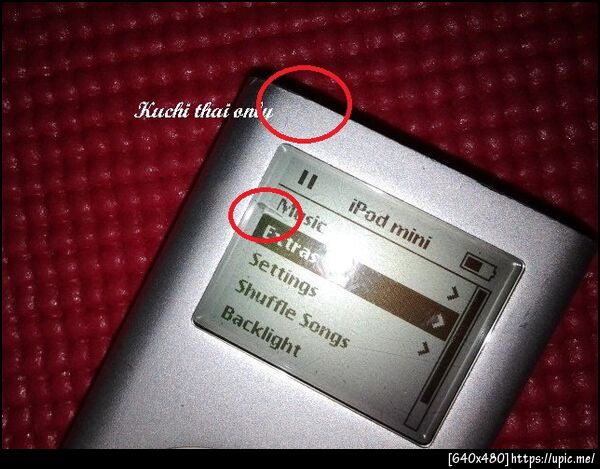 Kuchi thai only
iPod mini
Music
Extras
Settings
Shuffle Songs
Backlight
[640x480]https://upic.me/